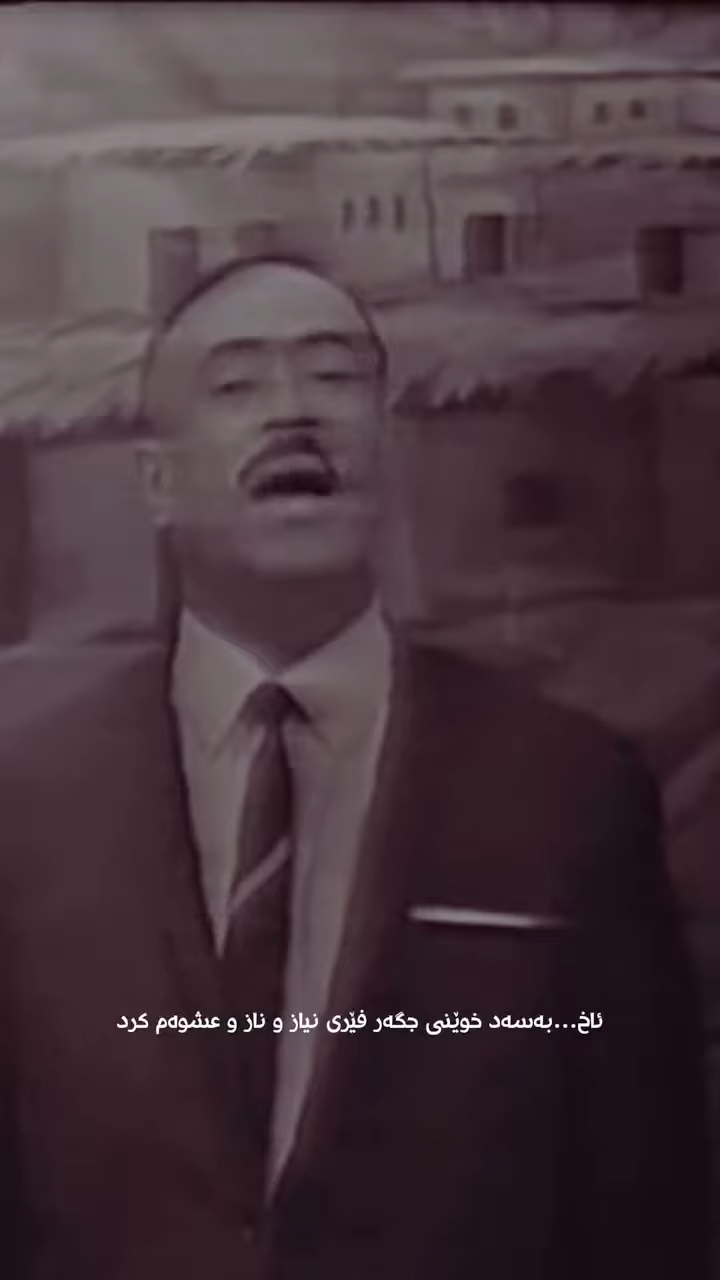 ئاخ...بەسەد خوێنی جگەر فێری نیاز و ناز و عشوەم کرد